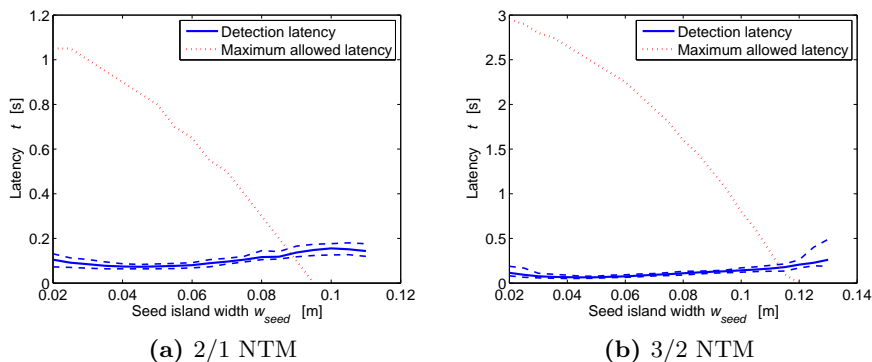 1.2
1
0.8
0.6
0.4
0.2
0
Latency t [s]
Detection latency
Maximum allowed latency
0.02 0.04 0.06 0.08 0.1 0.12
Seed island width w_seed [m]
(a) 2/1 NTM
3
2.5
2
1.5
1
0.5
0
Latency t [s]
Detection latency
Maximum allowed latency
0.02 0.04 0.06 0.08 0.1 0.12 0.14
Seed island width w_seed [m]
(b) 3/2 NTM